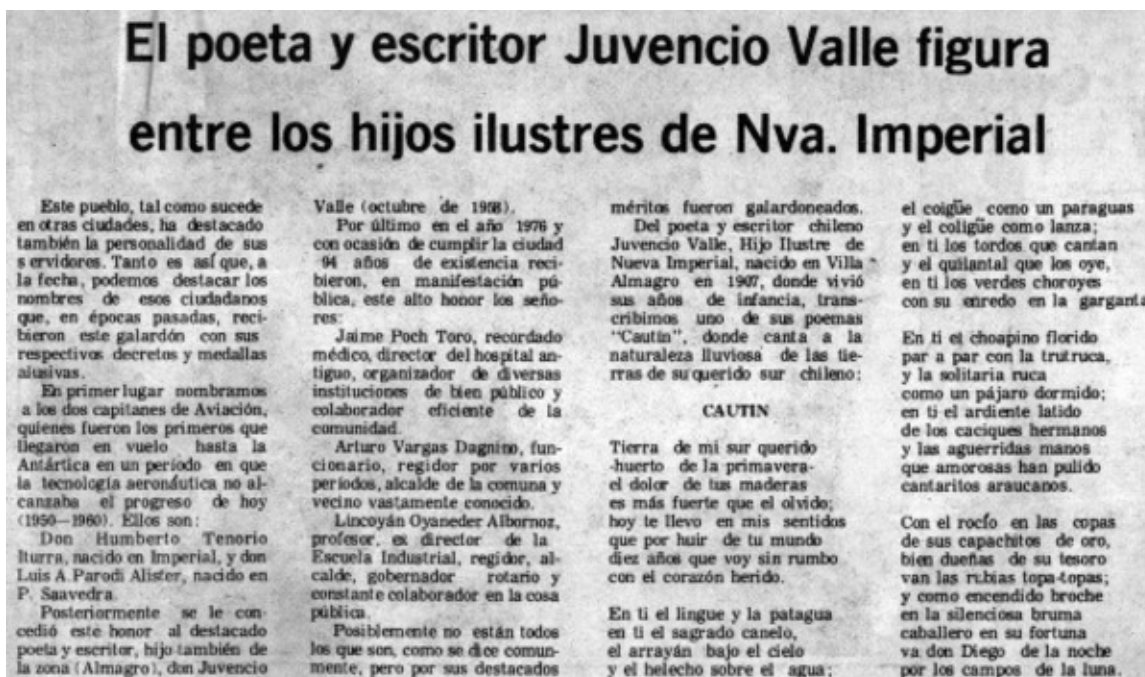 El poeta y escritor Juvencio Valle figura
entre los hijos ilustres de Nva. Imperial
Este pueblo, tal como sucede
en otras ciudades, ha destacado
también la personalidad de sus
servidores. Tanto es así que, a
la fecha, podemos destacar los
nombres de esos ciudadanos
que, en épocas pasadas, reci-
bieron este galardón con sus
respectivos decretos y medallas
alusivas.
En primer lugar nombramos
a los dos capitanes de Aviación,
quienes fueron los primeros que
llegaron en vuelo hasta la
Antártica en un período en que
la tecnología aeronáutica no al-
canzaba el progreso de hoy
(1950—1960). Ellos son:
Don Humberto Tenorio
Iturra, nacido en Imperial, y don
Luis A. Parodi Alister, nacido en
P. Saavedra.
Posteriormente se le con-
cedió este honor al destacado
poeta y escritor, hijo también de
la zona (Almagro), don Juvencio
Valle (octubre de 1968).
Por último en el año 1976 y
con ocasión de cumplir la ciudad
94 años de existencia reci-
bieron, en manifestación pú-
blica, este alto honor los seño-
res:
Jaime Poch Toro, recordado
médico, director del hospital an-
tiguo, organizador de diversas
instituciones de bien público y
colaborador eficiente de la
comunidad.
Arturo Vargas Dagnino, fun-
cionario, regidor por varios
períodos, alcalde de la comuna y
vecino vastamente conocido.
Lincoyán Oyaneder Albornoz,
profesor, ex director de la
Escuela Industrial, regidor, al-
calde, gobernador rotario y
constante colaborador en la cosa
pública.
Posiblemente no están todos
los que son, como se dice comun-
mente, pero por sus destacados
méritos fueron galardoneados.
Del poeta y escritor chileno
Juvencio Valle, Hijo Ilustre de
Nueva Imperial, nacido en Villa
Almagro en 1907, donde vivió
sus años de infancia, trans-
cribimos uno de sus poemas
"Cautín", donde canta a la
naturaleza lluviosa de las tie-
rras de su querido sur chileno:
CAUTIN
Tierra de mi sur querido
-huerto de la primavera-
el dolor de tus maderas
es más fuerte que el olvido;
hoy te llevo en mis sentidos
que por huir de tu mundo
diez años que voy sin rumbo
con el corazón herido.
En ti el lingue y la patagua
en ti el sagrado canelo,
el arrayán bajo el cielo
y el helecho sobre el agua;
el coigüe como un paraguas
y el coligüe como lanza;
en ti los tordos que cantan
y el quilantal que los oye,
en ti los verdes choroyes
con su enredo en la garganta
En ti el choapino florido
par a par con la trutruca,
y la solitaria ruca
como un pájaro dormido;
en ti el ardiente latido
de los caciques hermanos
y las aguerridas manos
que amorosas han pulido
cantaritos araucanos.
Con el rocío en las copas
de sus capachitos de oro,
bien dueñas de su tesoro
van las rubias topa-topas;
y como encendido broche
en la silenciosa bruma
caballero en su fortuna
va don Diego de la noche
por los campos de la luna.